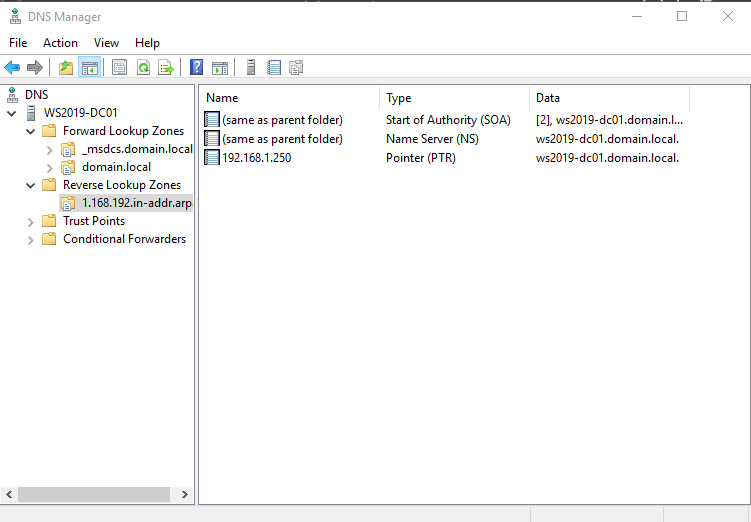 DNS Manager
File Action View Help
DNS
WS2019-DC01
Forward Lookup Zones
_msdcs.domain.local
domain.local
Reverse Lookup Zones
1.168.192.in-addr.arp
Trust Points
Conditional Forwarders
Name Type Data
(same as parent folder) Start of Authority (SOA) [2], ws2019-dc01.domain.l...
(same as parent folder) Name Server (NS) ws2019-dc01.domain.local.
192.168.1.250 Pointer (PTR) ws2019-dc01.domain.local.